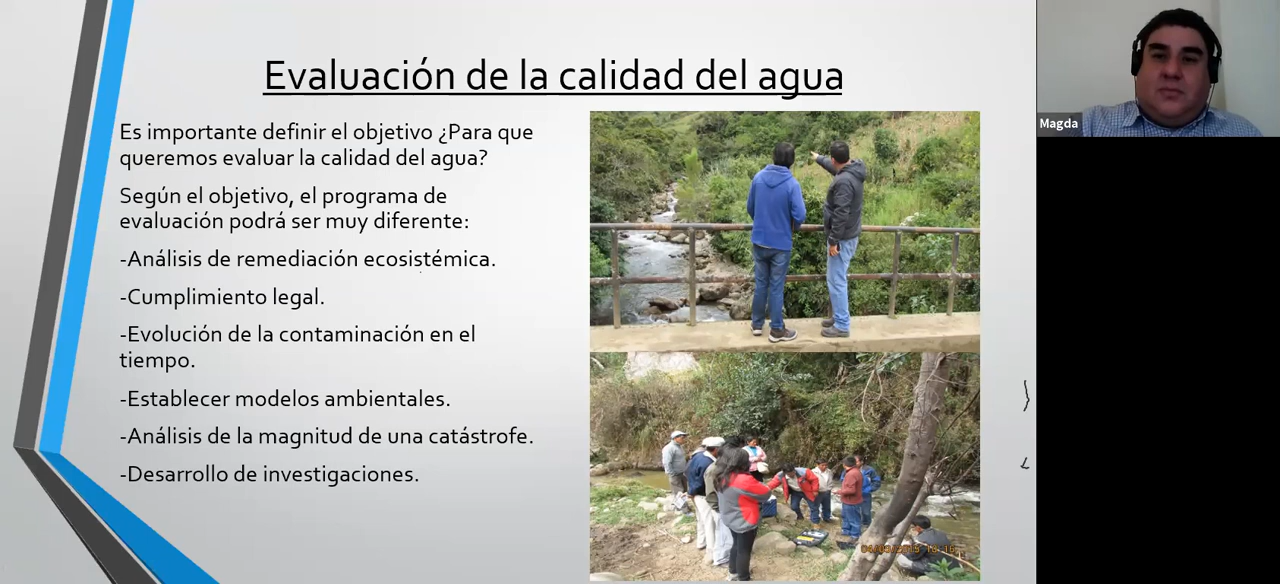 Evaluación de la calidad del agua
Es importante definir el objetivo ¿Para que
queremos evaluar la calidad del agua?
Según el objetivo, el programa de
evaluación podrá ser muy diferente:
-Análisis de remediación ecosistémica.
-Cumplimiento legal.
-Evolución de la contaminación en el
tiempo.
-Establecer modelos ambientales.
-Análisis de la magnitud de una catástrofe.
-Desarrollo de investigaciones.
Magda